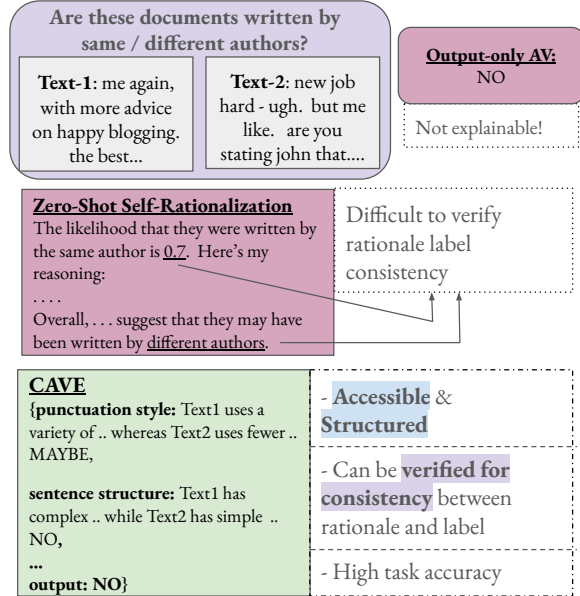 Are these documents written by
same / different authors?
Text-1: me again,
with more advice
on happy blogging.
the best...
Text-2: new job
hard - ugh. but me
like. are you
stating john that....
Output-only AV:
NO
Not explainable!
Zero-Shot Self-Rationalization
The likelihood that they were written by
the same author is 0.7. Here's my
reasoning:
. . . .
Overall, . . . suggest that they may have
been written by different authors.
Difficult to verify
rationale label
consistency
CAVE
{punctuation style: Text1 uses a
variety of .. whereas Text2 uses fewer ..
MAYBE,
sentence structure: Text1 has
complex .. while Text2 has simple ..
NO,
...
output: NO}
- Accessible &
Structured
- Can be verified for
consistency between
rationale and label
- High task accuracy